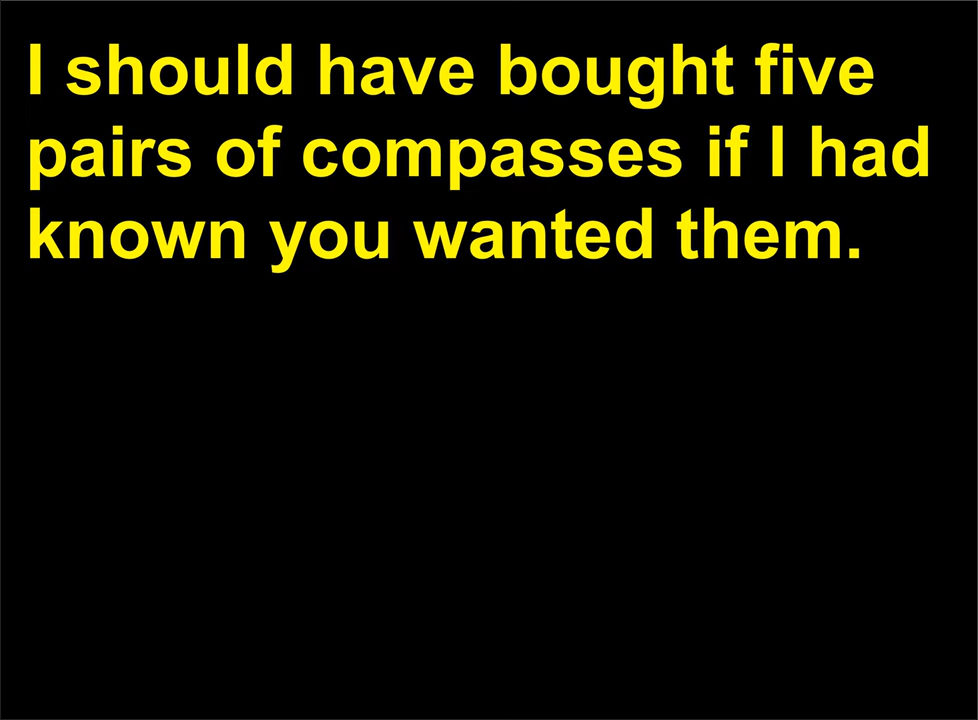 I should have bought five
pairs of compasses if I had
known you wanted them.